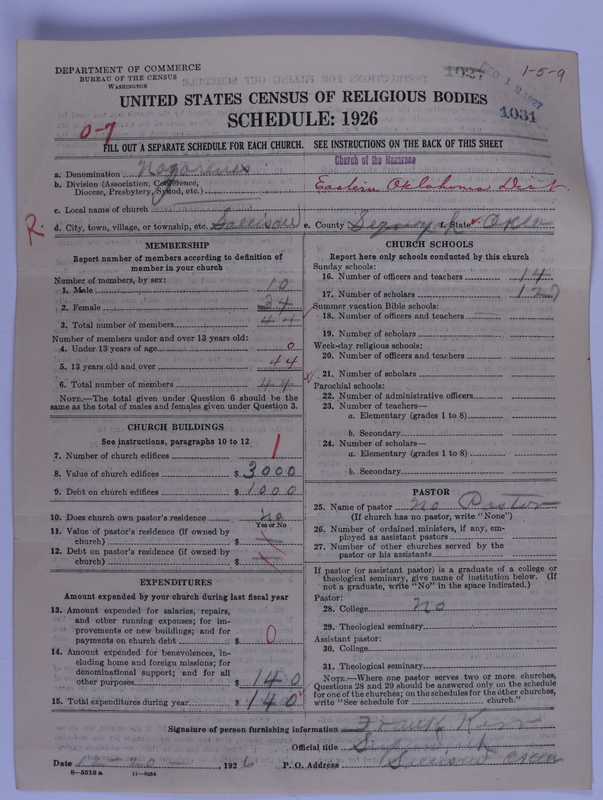 DEPARTMENT OF COMMERCE
BUREAU OF THE CENSUS
WASHINGTON
1027
1-5-9
1031
UNITED STATES CENSUS OF RELIGIOUS BODIES
SCHEDULE: 1926
0-7
FILL OUT A SEPARATE SCHEDULE FOR EACH CHURCH. SEE INSTRUCTIONS ON THE BACK OF THIS SHEET
Church of the Nazarene
a. Denomination
b. Division (Association, Conference, Diocese, Presbytery, Synod, etc.) Eastern Oklahoma Dist.
c. Local name of church
R
d. City, town, village, or township, etc. Sallisaw e. County Sequoyah f. State Okla
MEMBERSHIP
Report number of members according to definition of
member in your church
Number of members, by sex:
1. Male 10
2. Female 34
3. Total number of members 44
Number of members under and over 13 years old:
4. Under 13 years of age 0
5. 13 years old and over 44
6. Total number of members 44
NOTE.—The total given under Question 6 should be the
same as the total of males and females given under Question 3.
CHURCH BUILDINGS
See instructions, paragraphs 10 to 12
7. Number of church edifices 1
8. Value of church edifices $ 3000
9. Debt on church edifices $ 1000
10. Does church own pastor's residence No
Yes or No
11. Value of pastor's residence (if owned by
church) $
12. Debt on pastor's residence (if owned by
church) $
EXPENDITURES
Amount expended by your church during last fiscal year
13. Amount expended for salaries, repairs,
and other running expenses; for im-
provements or new buildings; and for
payments on church debt $ 0
14. Amount expended for benevolences, in-
cluding home and foreign missions; for
denominational support; and for all
other purposes $ 140
15. Total expenditures during year $ 140
CHURCH SCHOOLS
Report here only schools conducted by this church
Sunday schools:
16. Number of officers and teachers 14
17. Number of scholars 127
Summer vacation Bible schools:
18. Number of officers and teachers
19. Number of scholars
Week-day religious schools:
20. Number of officers and teachers
21. Number of scholars
Parochial schools:
22. Number of administrative officers
23. Number of teachers—
a. Elementary (grades 1 to 8)
b. Secondary
24. Number of scholars—
a. Elementary (grades 1 to 8)
b. Secondary
PASTOR
25. Name of pastor No Pastor
(If church has no pastor, write "None")
26. Number of ordained ministers, if any, em-
ployed as assistant pastors
27. Number of other churches served by the
pastor or his assistants
If pastor (or assistant pastor) is a graduate of a college or
theological seminary, give name of institution below. (If
not a graduate, write "No" in the space indicated.)
Pastor:
28. College No
29. Theological seminary
Assistant pastor:
30. College
31. Theological seminary
NOTE.—Where one pastor serves two or more churches,
Questions 28 and 29 should be answered only on the schedule
for one of the churches; on the schedules for the other churches,
write "See schedule for church."
Signature of person furnishing information Frank Kerr
Official title
Date , 1926 P. O. Address Sallisaw Okla
8—5518 a 11—9054